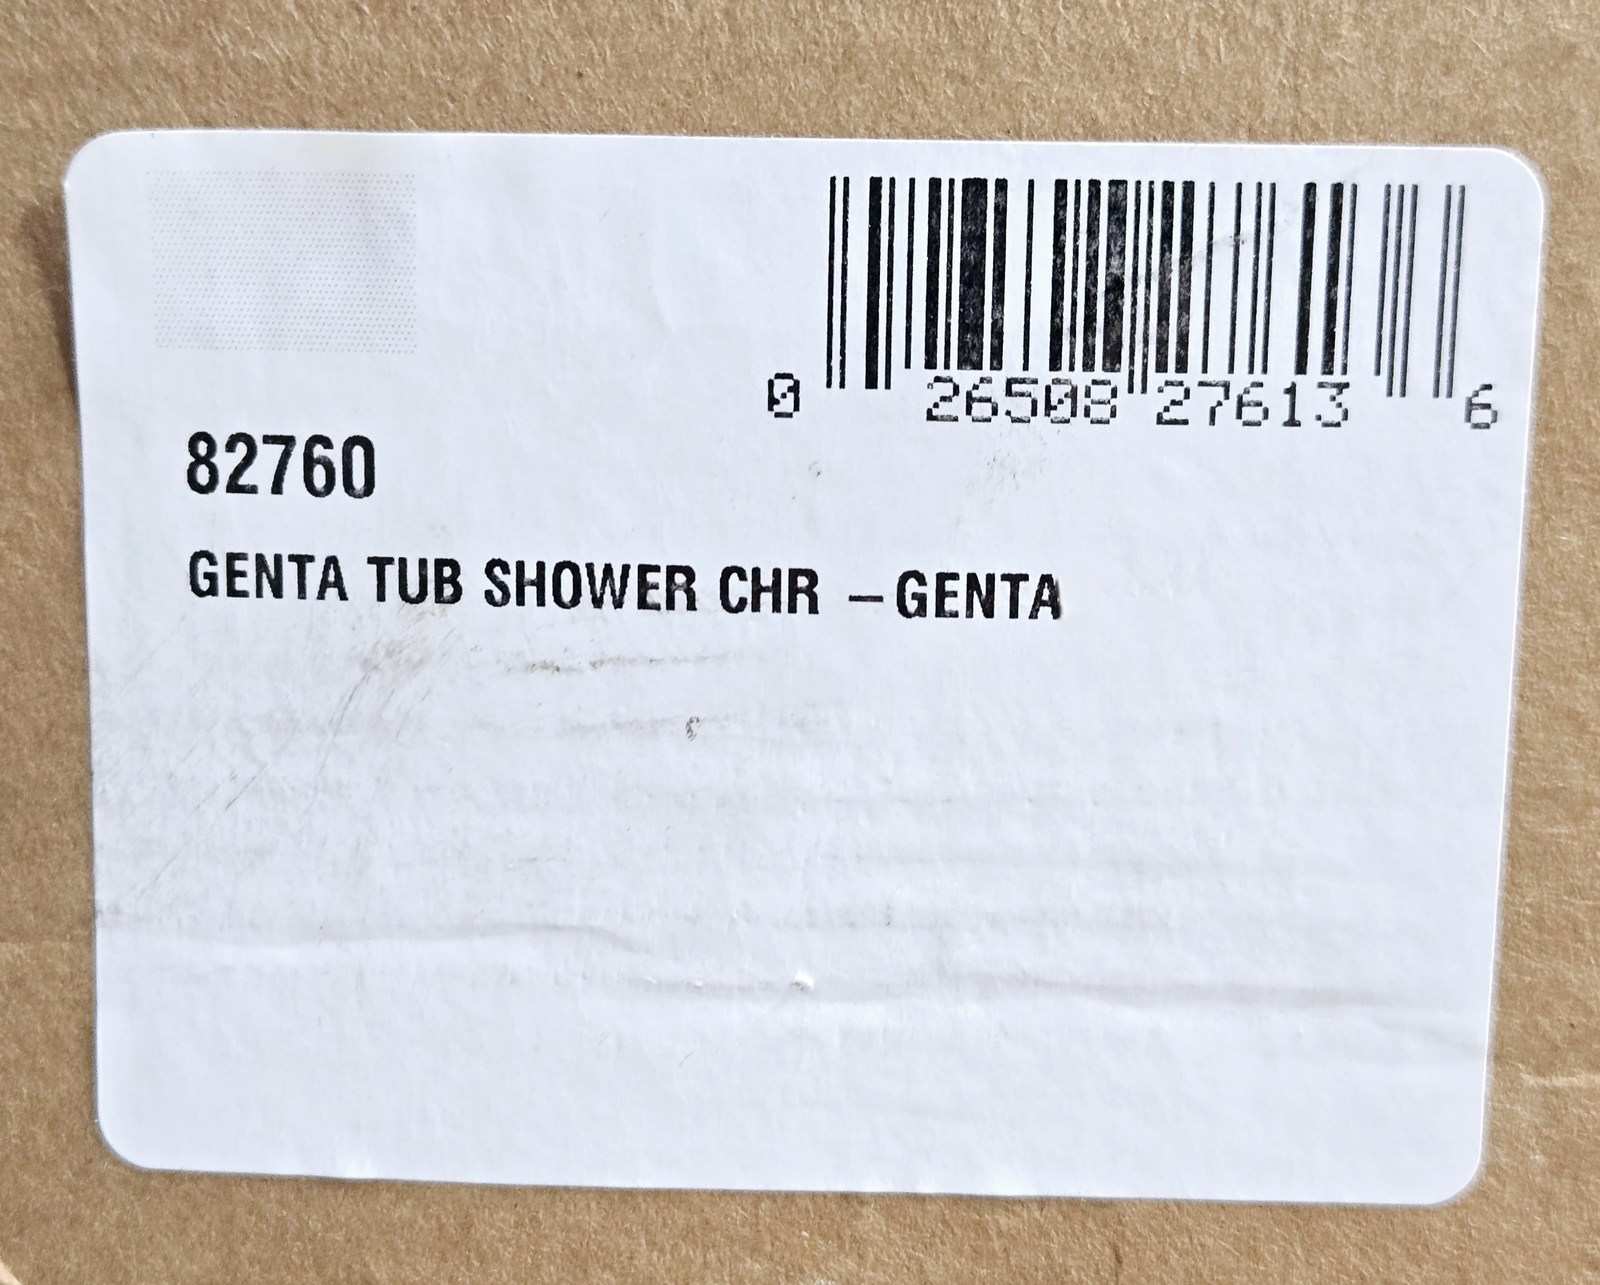 0 26508 27613 6
82760
GENTA TUB SHOWER CHR – GENTA